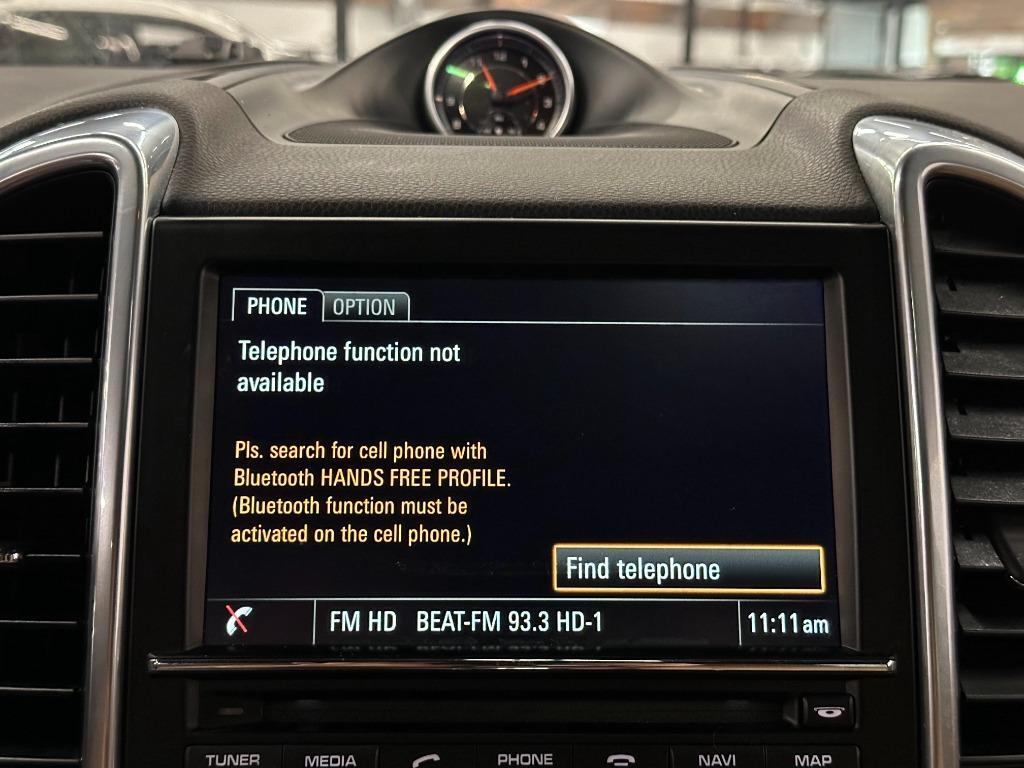 12
PHONE OPTION
Telephone function not
available
Pls. search for cell phone with
Bluetooth HANDS FREE PROFILE.
(Bluetooth function must be
activated on the cell phone.)
Find telephone
FM HD BEAT-FM 93.3 HD-1 11:11am
TUNER MEDIA PHONE NAVI MAP